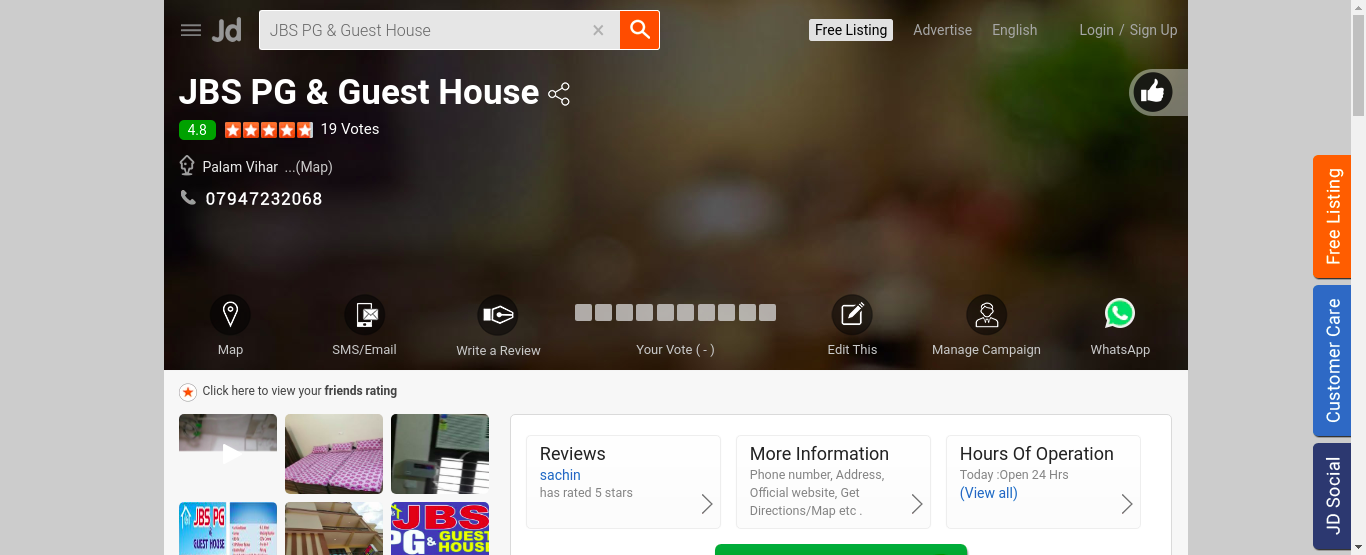 Jd
JBS PG & Guest House
Free Listing
Advertise
English
Login / Sign Up
JBS PG & Guest House
4.8
19 Votes
Palam Vihar ...(Map)
07947232068
Map
SMS/Email
Write a Review
Your Vote ( - )
Edit This
Manage Campaign
WhatsApp
Free Listing
Customer Care
JD Social
Click here to view your friends rating
Reviews
sachin
has rated 5 stars
More Information
Phone number, Address,
Official website, Get
Directions/Map etc .
Hours Of Operation
Today :Open 24 Hrs
(View all)
JBS PG
& GUEST HOUSE
JBS
PG & GUEST
HOUSE